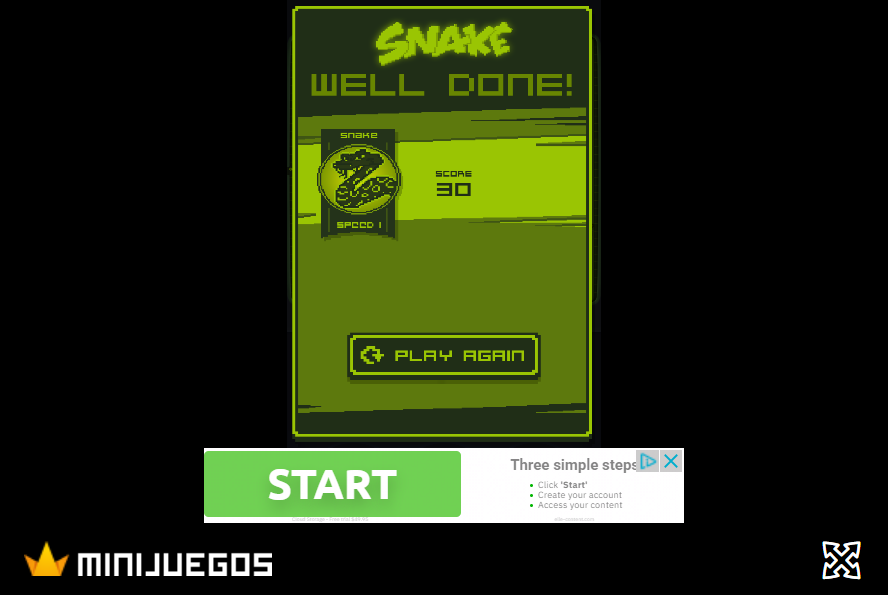 SNAKE
WELL DONE!
SNAKE
SCORE
30
SPEED 1
PLAY AGAIN
START
Three simple steps
Click 'Start'
Create your account
Access your content
MINIJUEGOS